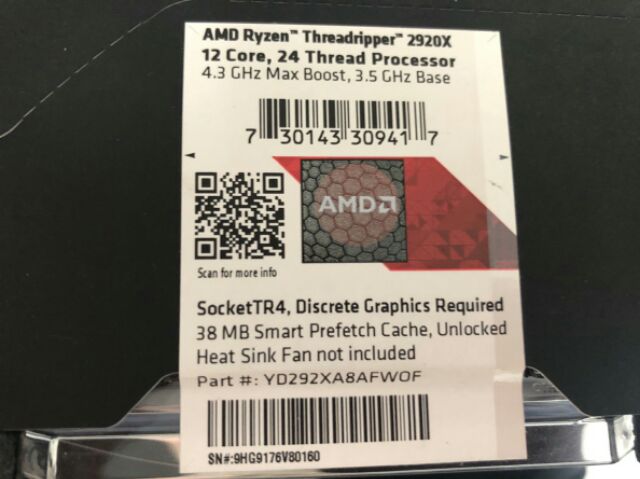 AMD Ryzen™ Threadripper™ 2920X
12 Core, 24 Thread Processor
4.3 GHz Max Boost, 3.5 GHz Base
7 30143 30941 7
AMD
Scan for more info
SocketTR4, Discrete Graphics Required
38 MB Smart Prefetch Cache, Unlocked
Heat Sink Fan not included
Part #: YD292XA8AFWOF
SN#:9HG9176V80160